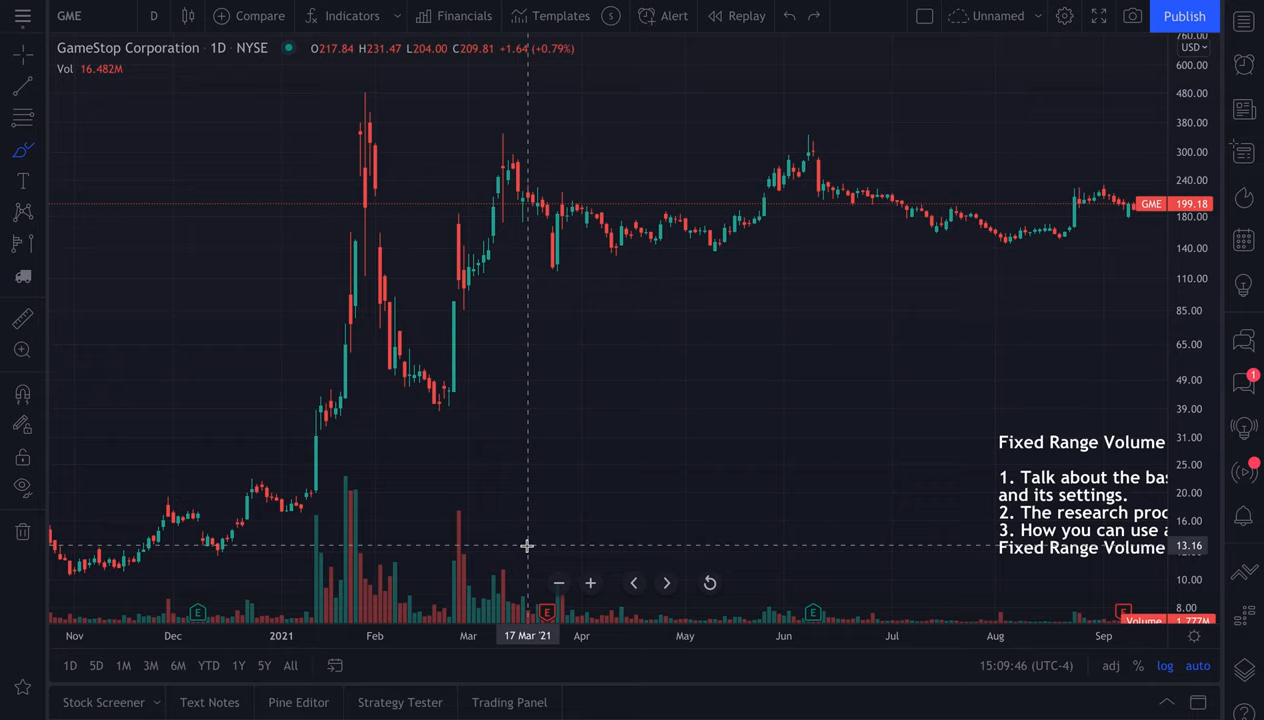 GME D Compare Indicators Financials Templates S Alert Replay Unnamed Publish
GameStop Corporation · 1D · NYSE O217.84 H231.47 L204.00 C209.81 +1.64 (+0.79%)
Vol 16.482M
760.00
USD
600.00
480.00
380.00
300.00
240.00
GME 199.18
180.00
140.00
110.00
85.00
65.00
49.00
39.00
31.00
25.00
20.00
16.00
13.16
10.00
8.00
1
Fixed Range Volume
1. Talk about the bas
and its settings.
2. The research proc
3. How you can use a
Fixed Range Volume
E E E E
Volume 1.777M
Nov Dec 2021 Feb Mar 17 Mar '21 Apr May Jun Jul Aug Sep
1D 5D 1M 3M 6M YTD 1Y 5Y All 15:09:46 (UTC-4) adj % log auto
Stock Screener Text Notes Pine Editor Strategy Tester Trading Panel